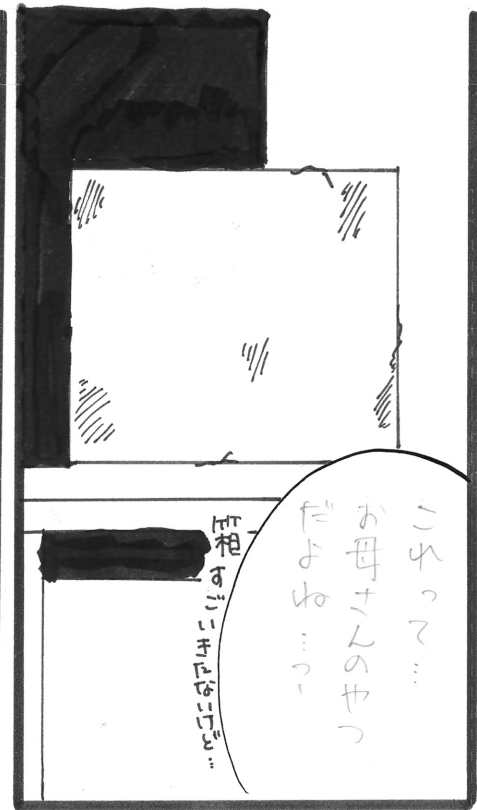 これって…
お母さんのやつ
だよね…っ
箱すごいきたないけど…